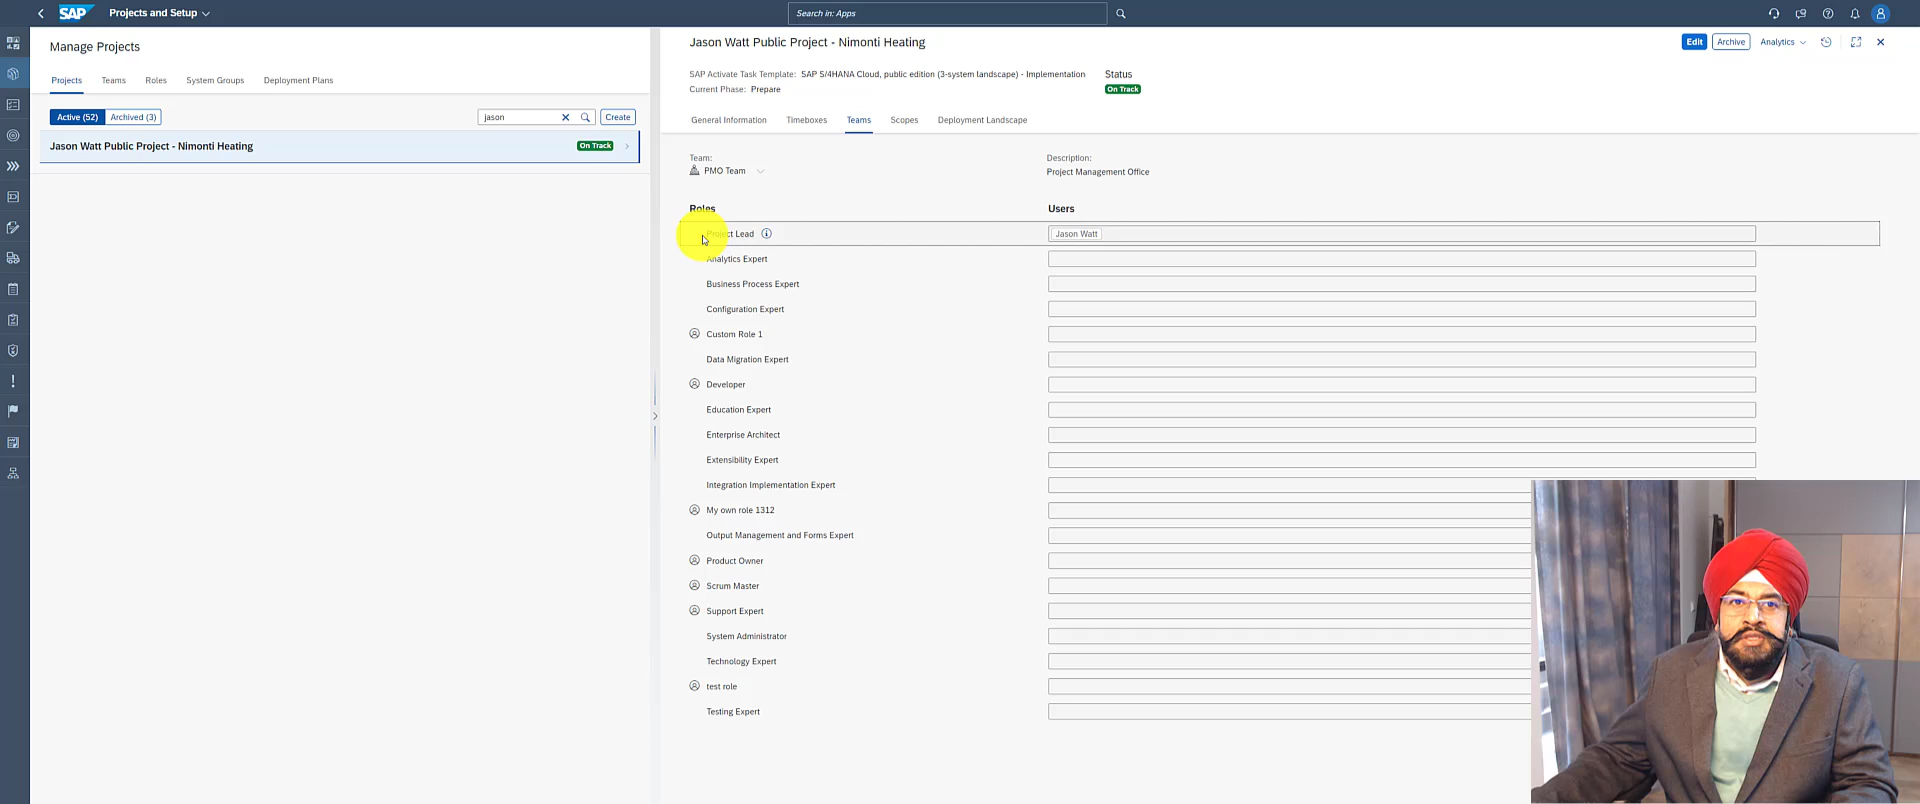 SAP Projects and Setup
Search in: Apps
Manage Projects
Projects Teams Roles System Groups Deployment Plans
Active (52) Archived (3)
jason
Create
Jason Watt Public Project - Nimonti Heating
On Track
Jason Watt Public Project - Nimonti Heating
Edit Archive Analytics
SAP Activate Task Template: SAP S/4HANA Cloud, public edition (3-system landscape) - Implementation
Current Phase: Prepare
Status
On Track
General Information Timeboxes Teams Scopes Deployment Landscape
Team:
PMO Team
Description:
Project Management Office
Roles Users
Project Lead Jason Watt
Analytics Expert
Business Process Expert
Configuration Expert
Custom Role 1
Data Migration Expert
Developer
Education Expert
Enterprise Architect
Extensibility Expert
Integration Implementation Expert
My own role 1312
Output Management and Forms Expert
Product Owner
Scrum Master
Support Expert
System Administrator
Technology Expert
test role
Testing Expert